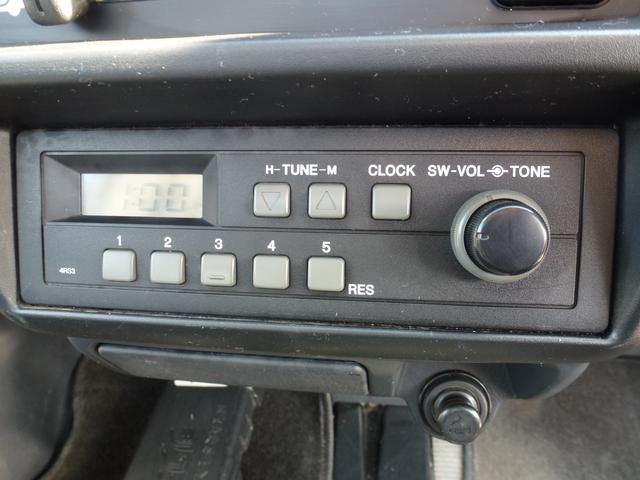 H-TUNE-M CLOCK SW-VOL TONE
1:00
1 2 3 4 5
4RS3
RES